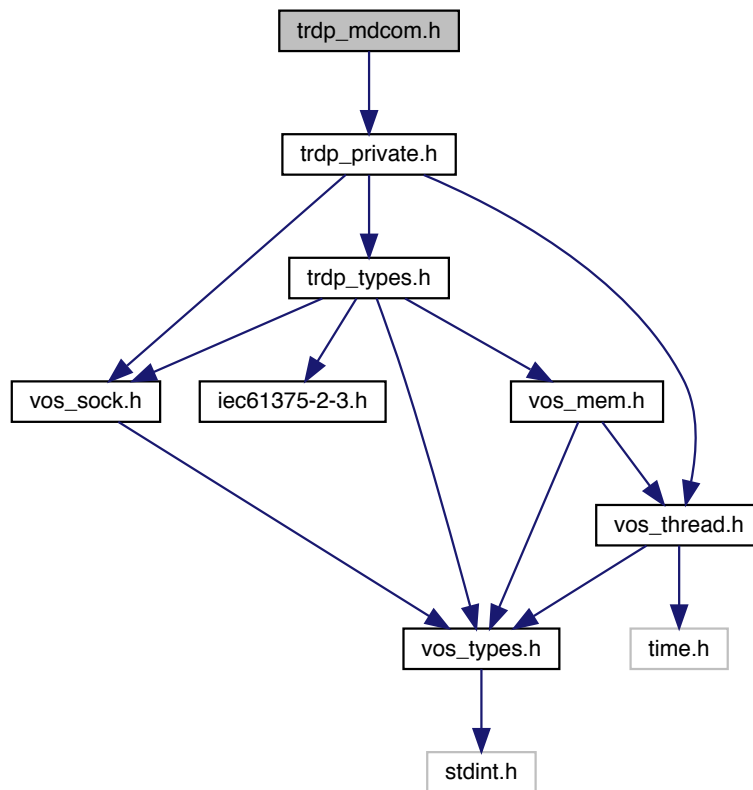 trdp_mdcom.h
trdp_private.h
trdp_types.h
vos_sock.h
iec61375-2-3.h
vos_mem.h
vos_thread.h
vos_types.h
time.h
stdint.h